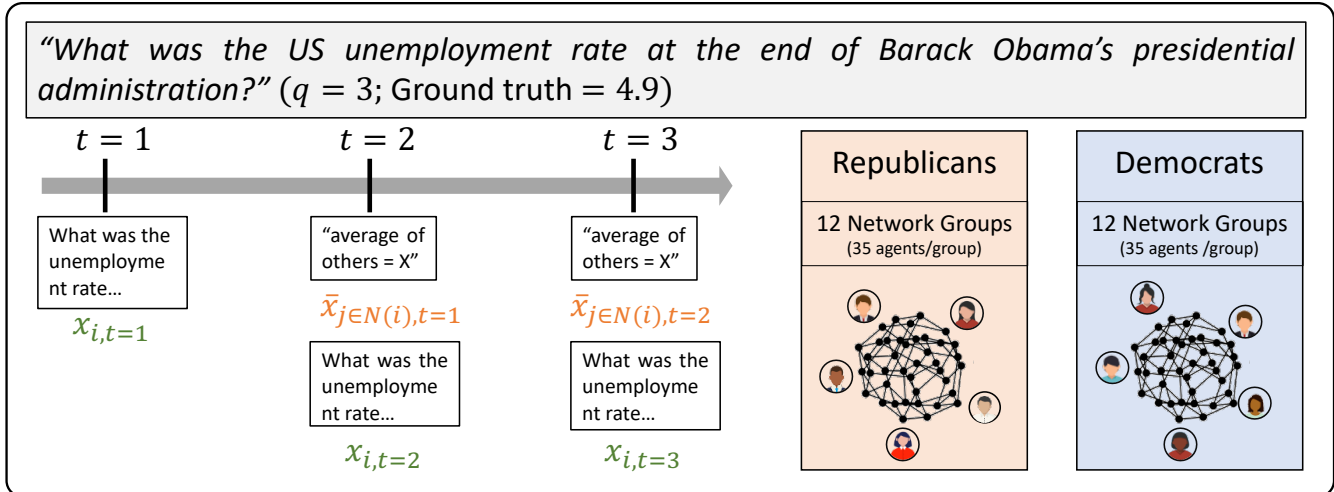 “What was the US unemployment rate at the end of Barack Obama’s presidential
administration?” (q = 3; Ground truth = 4.9)
t = 1
t = 2
t = 3
What was the
unemployme
nt rate...
x_{i,t=1}
“average of
others = X”
x̄_{j∈N(i),t=1}
What was the
unemployme
nt rate...
x_{i,t=2}
“average of
others = X”
x̄_{j∈N(i),t=2}
What was the
unemployme
nt rate...
x_{i,t=3}
Republicans
12 Network Groups
(35 agents/group)
Democrats
12 Network Groups
(35 agents /group)